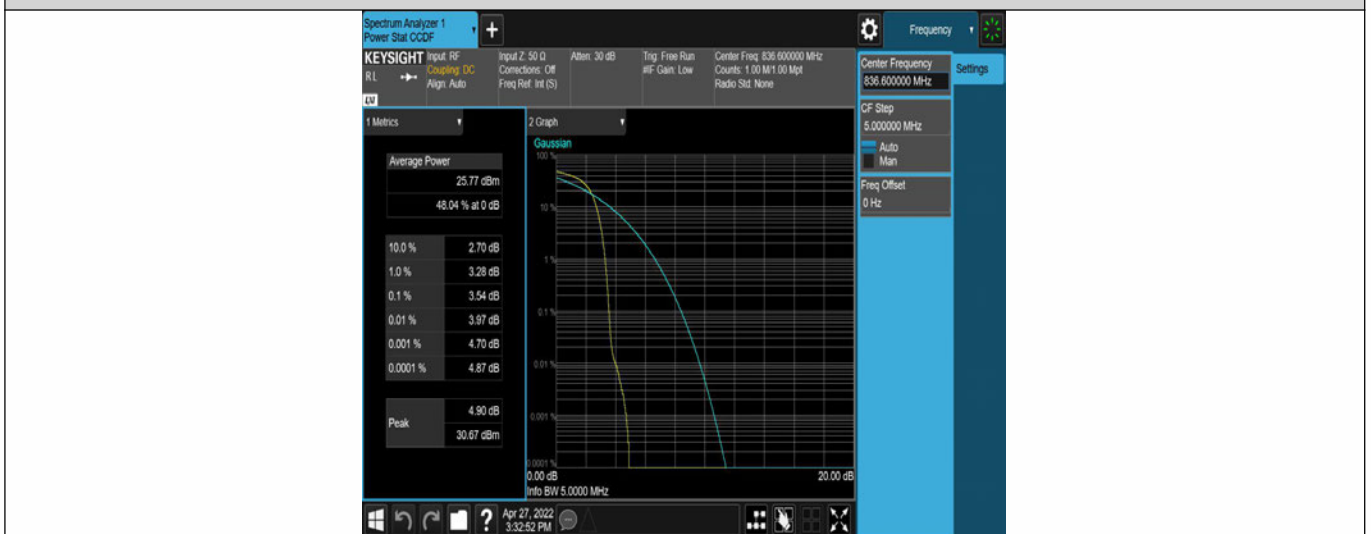 Spectrum Analyzer 1
Power Stat CCDF
+
Frequency
KEYSIGHT
R L
LXI
Input: RF
Coupling: DC
Align: Auto
Input Z: 50 Ω
Corrections: Off
Freq Ref: Int (S)
Atten: 30 dB
Trig: Free Run
#IF Gain: Low
Center Freq: 836.600000 MHz
Counts: 1.00 M/1.00 Mpt
Radio Std: None
Center Frequency
836.600000 MHz
Settings
CF Step
5.000000 MHz
Auto
Man
Freq Offset
0 Hz
1 Metrics
Average Power
25.77 dBm
48.04 % at 0 dB
10.0 % 2.70 dB
1.0 % 3.28 dB
0.1 % 3.54 dB
0.01 % 3.97 dB
0.001 % 4.70 dB
0.0001 % 4.87 dB
Peak
4.90 dB
30.67 dBm
2 Graph
Gaussian
100 %
10 %
1 %
0.1 %
0.01 %
0.001 %
0.0001 %
0.00 dB
20.00 dB
Info BW 5.0000 MHz
?
Apr 27, 2022
3:32:52 PM